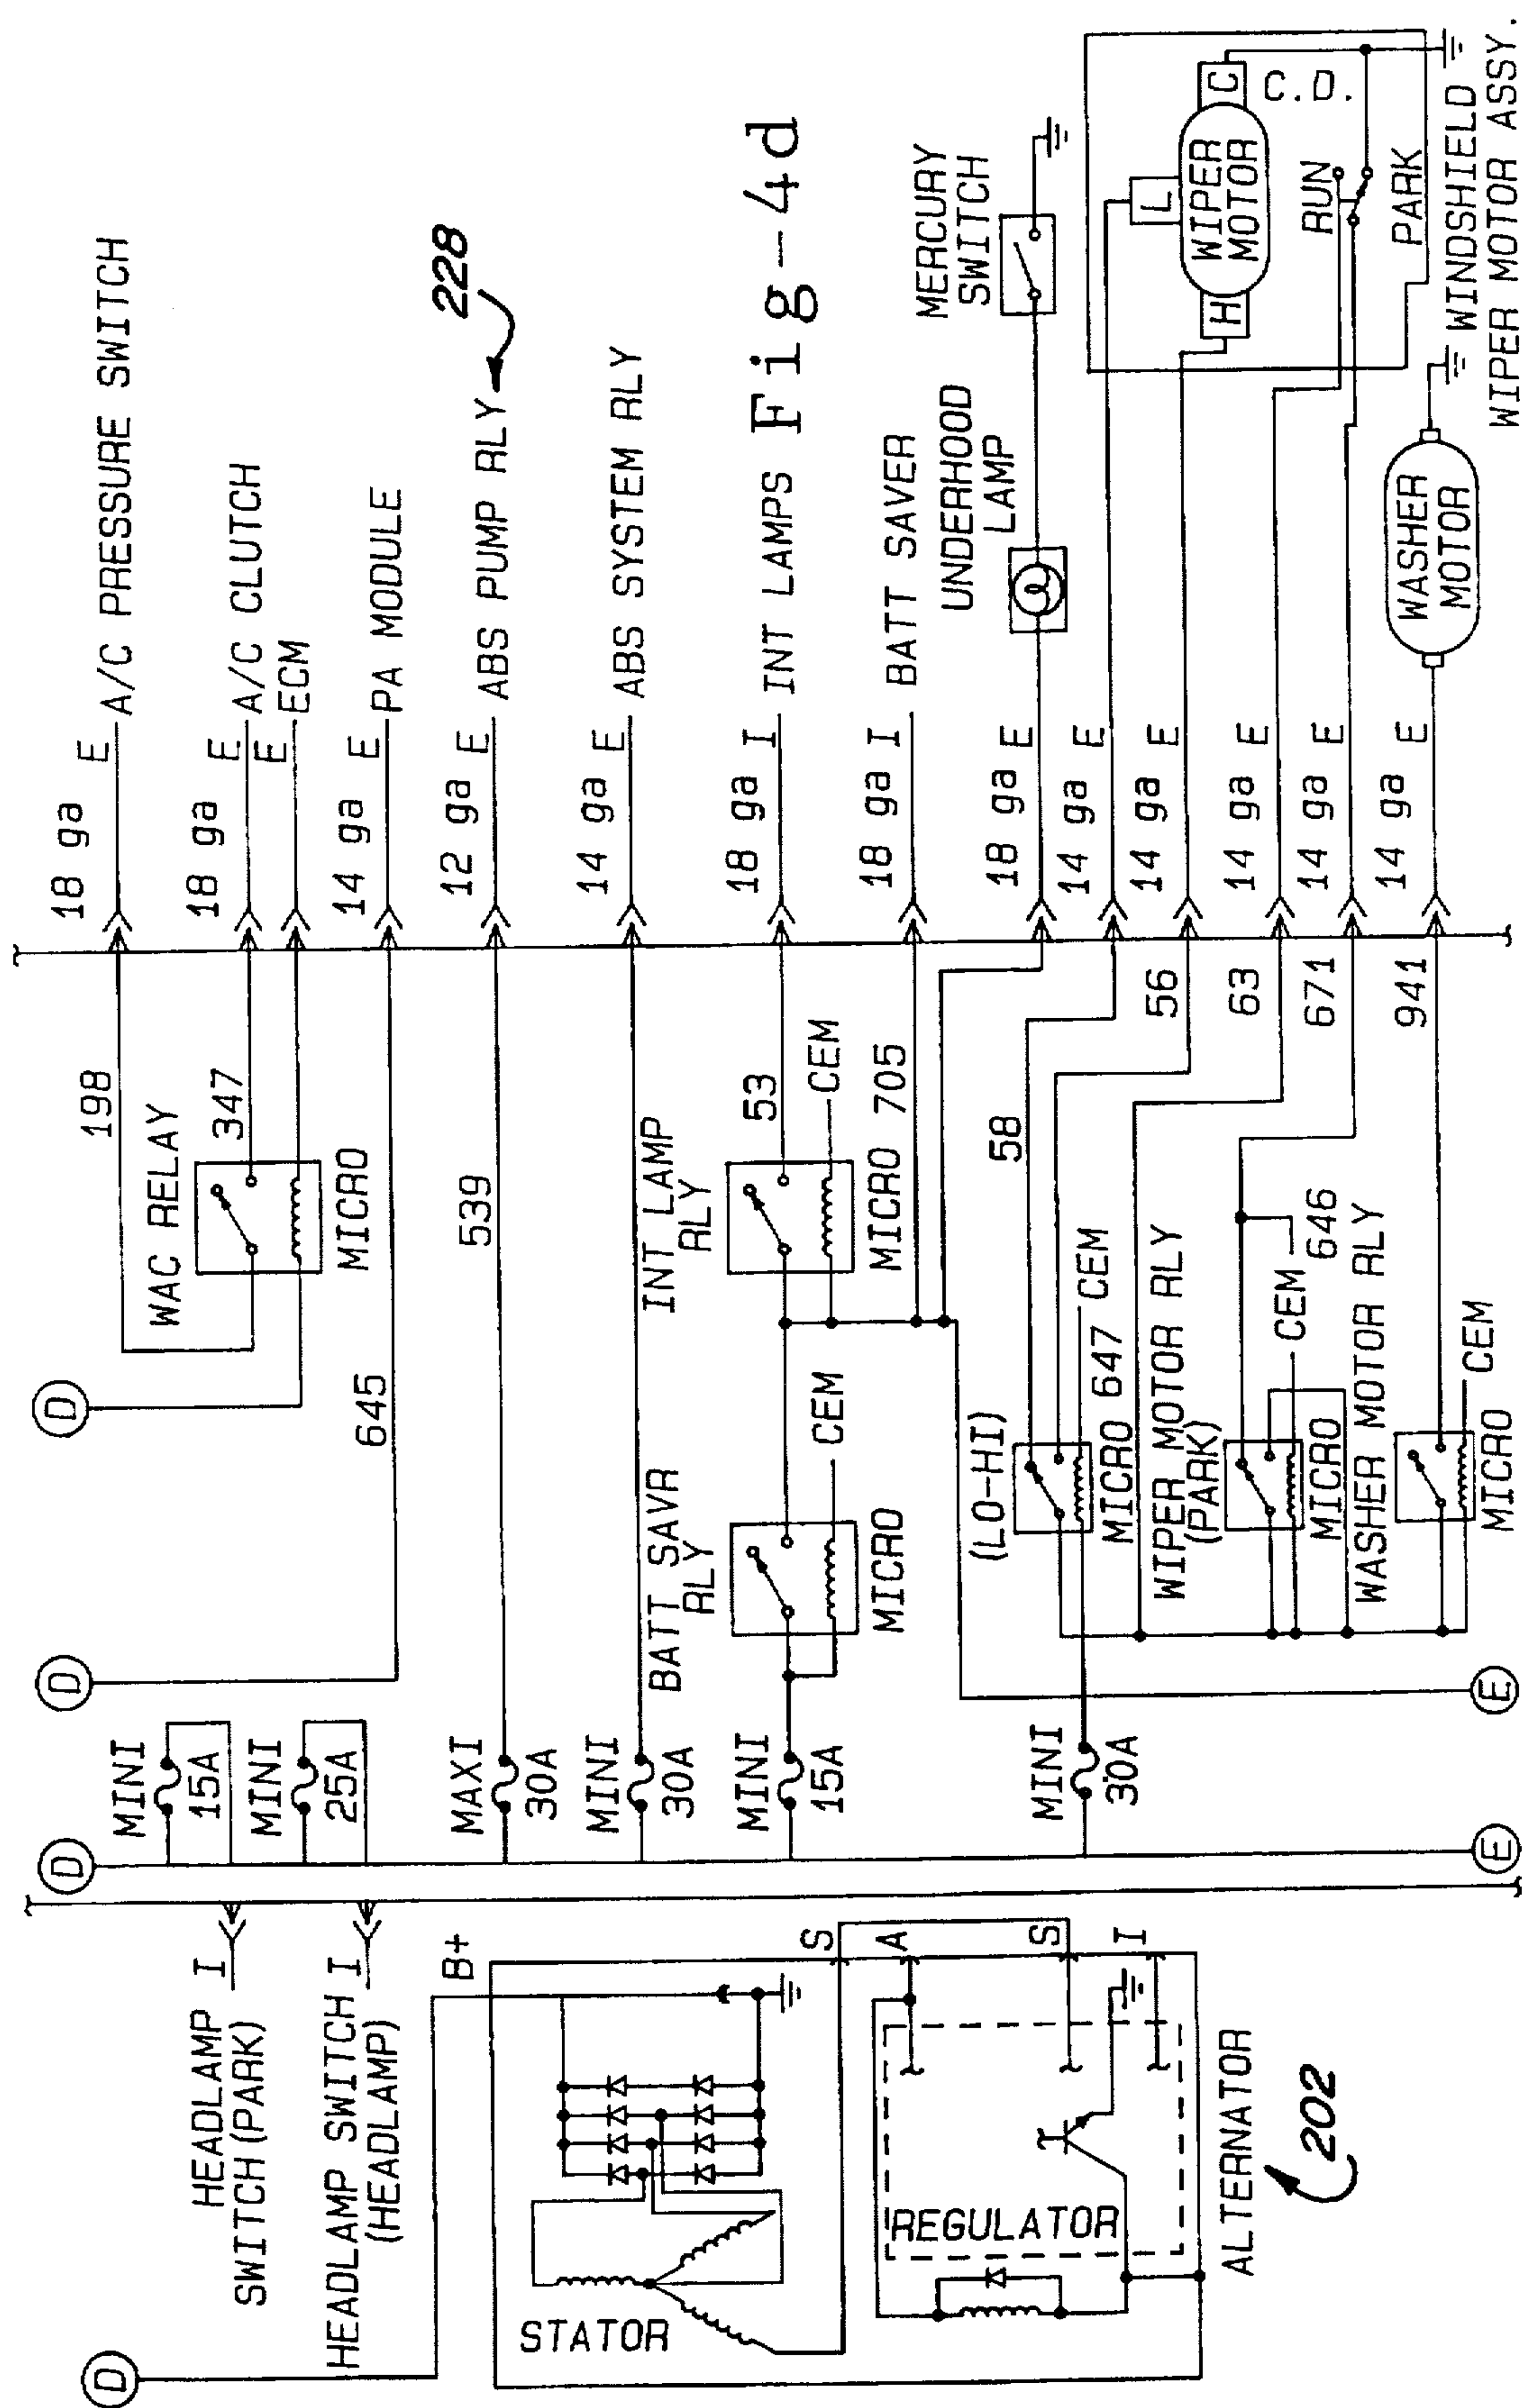 D
HEADLAMP I
SWITCH (PARK)
HEADLAMP SWITCH I
(HEADLAMP)
B+
STATOR
S
A
S
I
REGULATOR
ALTERNATOR
202
D
MINI
15A
MINI
25A
MAXI
30A
MINI
30A
MINI
15A
MINI
30A
E
D
645
D
WAC RELAY
198
347
MICRO
539
BATT SAVR
RLY
MICRO
CEM
INT LAMP
RLY
MICRO
53
CEM
705
E
(LO-HI)
58
56
MICRO 647
CEM
WIPER MOTOR RLY
(PARK)
63
671
MICRO
CEM
646
WASHER MOTOR RLY
941
MICRO
CEM
18 ga E A/C PRESSURE SWITCH
18 ga E A/C CLUTCH
E ECM
14 ga E PA MODULE
12 ga E ABS PUMP RLY
228
14 ga E ABS SYSTEM RLY
18 ga I INT LAMPS
Fig-4d
18 ga I BATT SAVER
18 ga E
UNDERHOOD
LAMP
MERCURY
SWITCH
14 ga E
14 ga E
14 ga E
14 ga E
14 ga E
L
H
WIPER
MOTOR
C
C.D.
RUN
PARK
WASHER
MOTOR
WINDSHIELD
WIPER MOTOR ASSY.